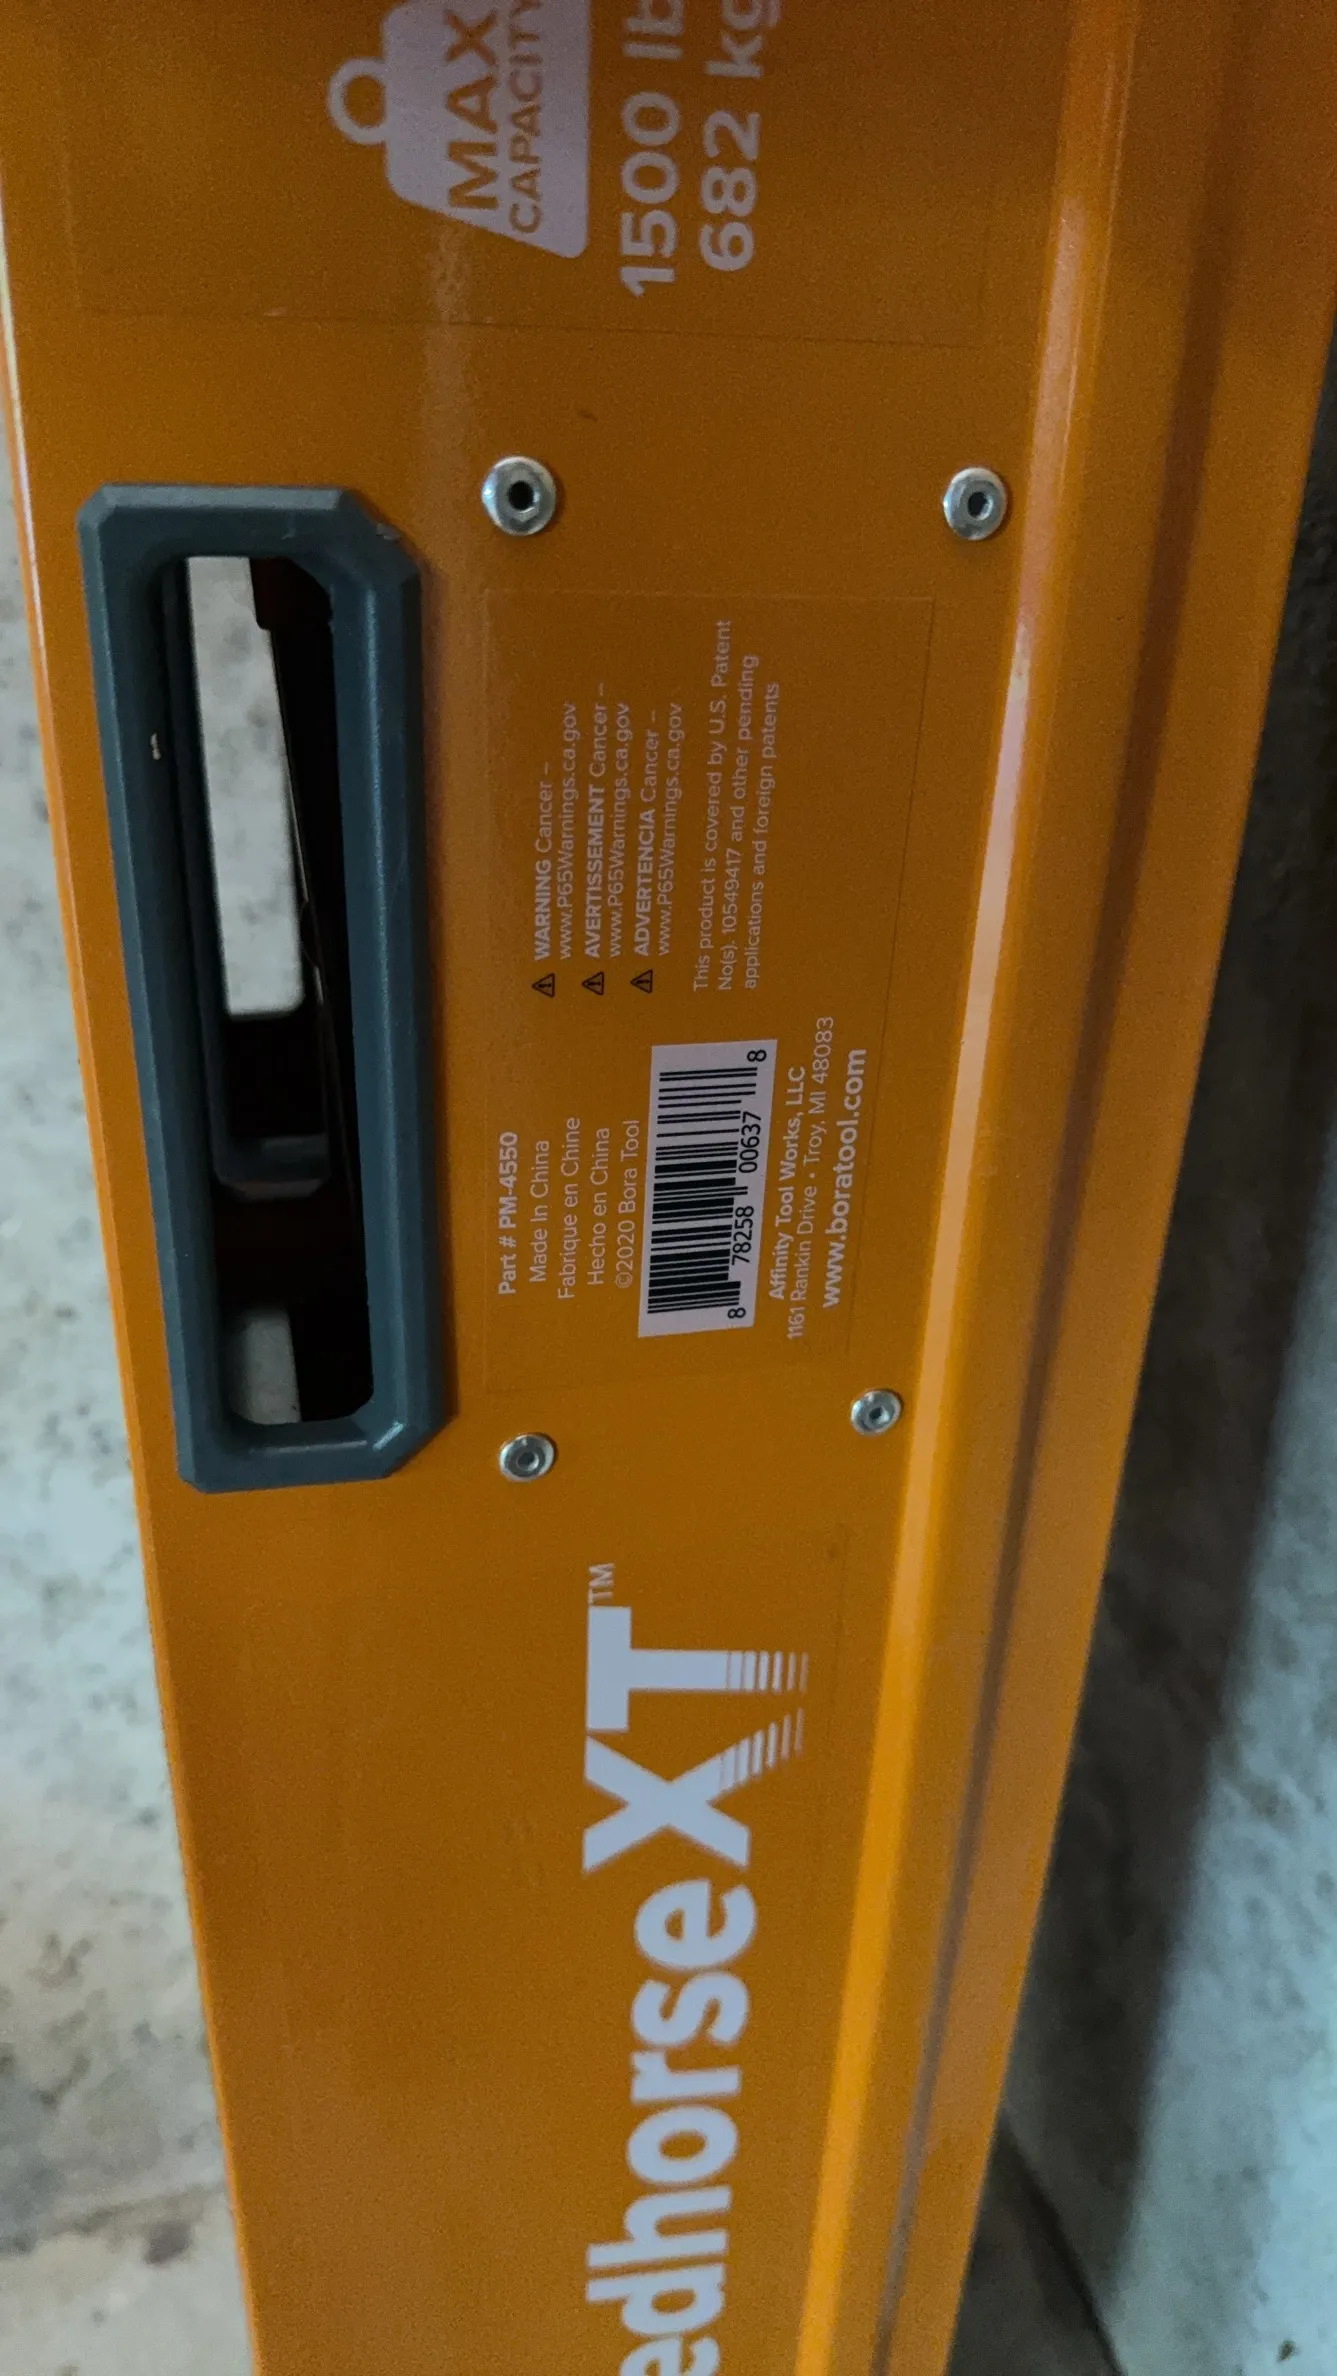 edhorseXT™
Part # PM-4550
Made In China
Fabrique en Chine
Hecho en China
©2020 Bora Tool
8 78258 00637 8
Affinity Tool Works, LLC
1161 Rankin Drive • Troy, MI 48083
www.boratool.com
⚠ WARNING Cancer –
www.P65Warnings.ca.gov
⚠ AVERTISSEMENT Cancer –
www.P65Warnings.ca.gov
⚠ ADVERTENCIA Cancer –
www.P65Warnings.ca.gov
This product is covered by U.S. Patent
No(s). 10549417 and other pending
applications and foreign patents
MAX
CAPACITY
1500 lb
682 kg